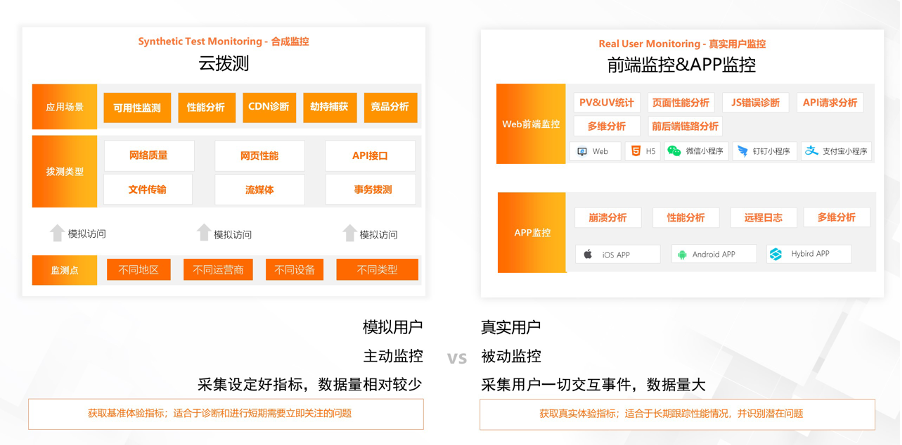 Synthetic Test Monitoring - 合成监控
云拨测
应用场景
可用性监测
性能分析
CDN诊断
劫持捕获
竞品分析
拨测类型
网络质量
网页性能
API接口
文件传输
流媒体
事务拨测
模拟访问
模拟访问
模拟访问
监测点
不同地区
不同运营商
不同设备
不同类型
Real User Monitoring - 真实用户监控
前端监控&APP监控
Web前端监控
PV&UV统计
页面性能分析
JS错误诊断
API请求分析
多维分析
前后端链路分析
Web
H5
微信小程序
钉钉小程序
支付宝小程序
APP监控
崩溃分析
性能分析
远程日志
多维分析
iOS APP
Android APP
Hybird APP
模拟用户
主动监控
采集设定好指标，数据量相对较少
获取基准体验指标；适合于诊断和进行短期需要立即关注的问题
vs
真实用户
被动监控
采集用户一切交互事件，数据量大
获取真实体验指标；适合于长期跟踪性能情况，并识别潜在问题